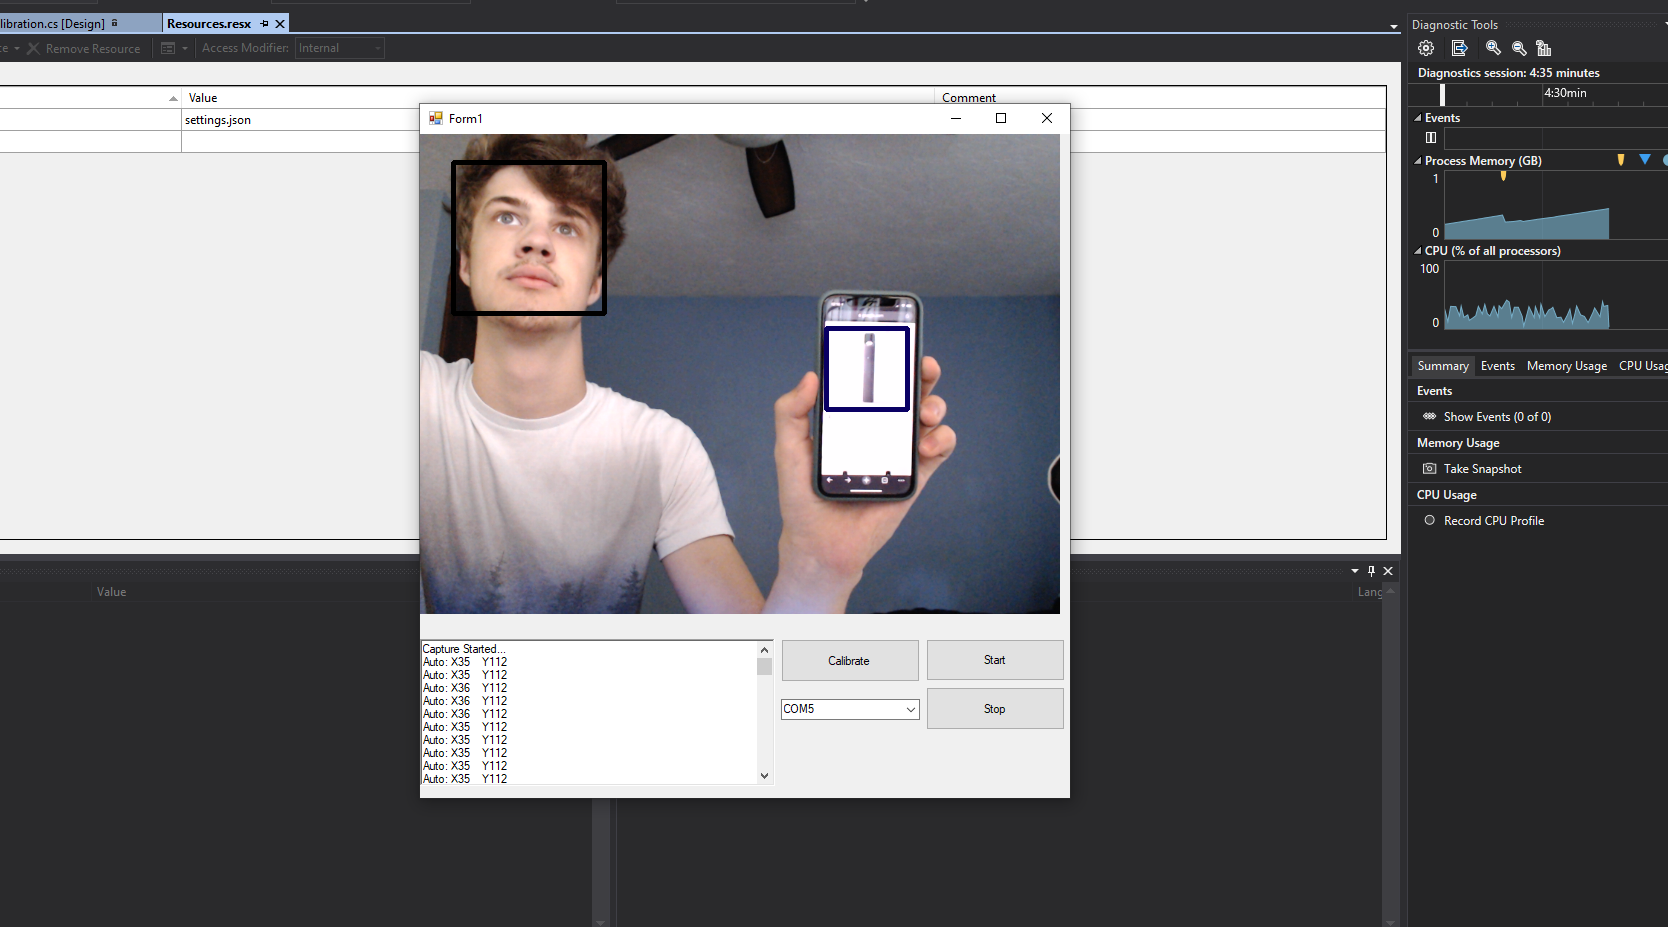 libration.cs [Design]
Resources.resx
Remove Resource
Access Modifier:
Internal
Value
Comment
settings.json
Form1
Capture Started...
Auto: X35 Y112
Auto: X35 Y112
Auto: X36 Y112
Auto: X36 Y112
Auto: X36 Y112
Auto: X35 Y112
Auto: X35 Y112
Auto: X35 Y112
Auto: X35 Y112
Auto: X35 Y112
Calibrate
Start
COM5
Stop
Value
Lang
Diagnostic Tools
Diagnostics session: 4:35 minutes
4:30min
Events
Process Memory (GB)
1
0
CPU (% of all processors)
100
0
Summary Events Memory Usage CPU Usag
Events
Show Events (0 of 0)
Memory Usage
Take Snapshot
CPU Usage
Record CPU Profile